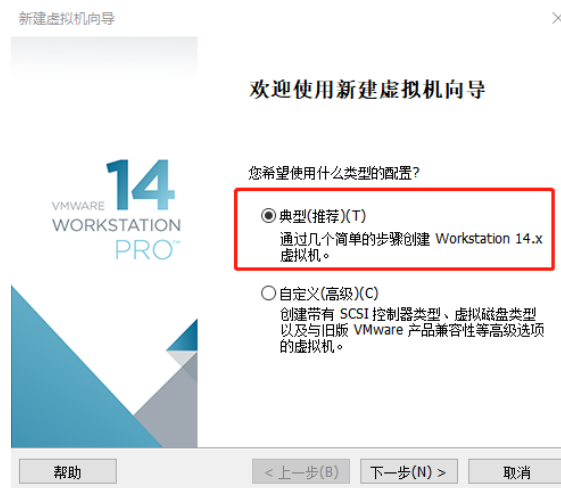 新建虚拟机向导
欢迎使用新建虚拟机向导
14
VMWARE
WORKSTATION
PRO™
您希望使用什么类型的配置?
典型(推荐)(T)
通过几个简单的步骤创建 Workstation 14.x
虚拟机。
自定义(高级)(C)
创建带有 SCSI 控制器类型、虚拟磁盘类型
以及与旧版 VMware 产品兼容性等高级选项
的虚拟机。
帮助
< 上一步(B)
下一步(N) >
取消